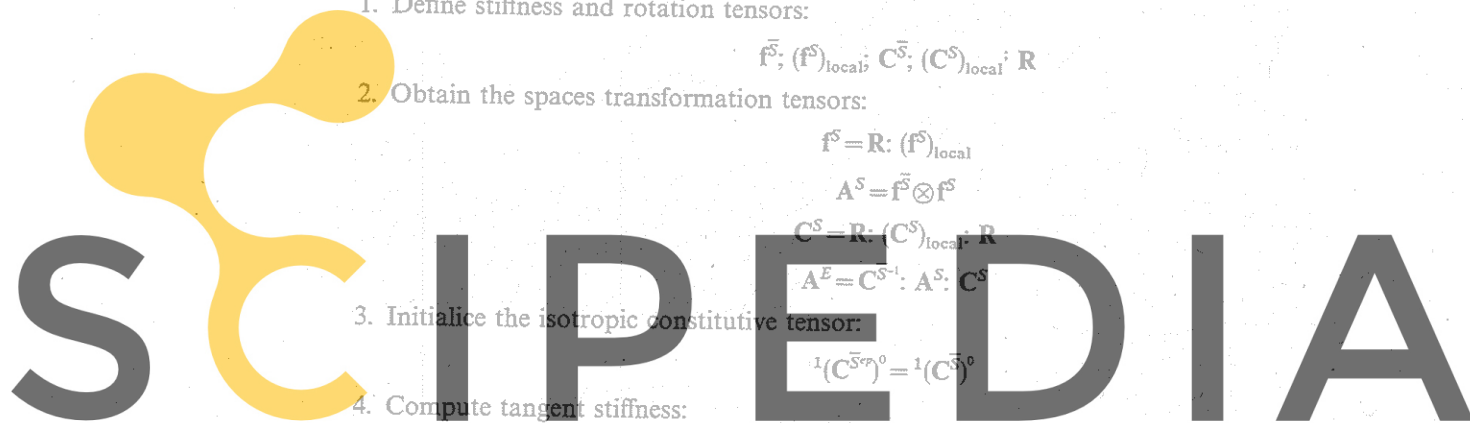 1. Define stiffness and rotation tensors:
f^S̄; (f^S)_local; C^S̄; (C^S)_local; R
2. Obtain the spaces transformation tensors:
f^S = R: (f^S)_local
A^S = f^S̄ ⊗ f^S
C^S = R: (C^S)_local: R
A^E = C^S̄^-1: A^S: C^S
3. Initialice the isotropic constitutive tensor:
^1(C^S̄^ep)^0 = ^1(C^S̄)^0
4. Compute tangent stiffness:
SCIPEDIA